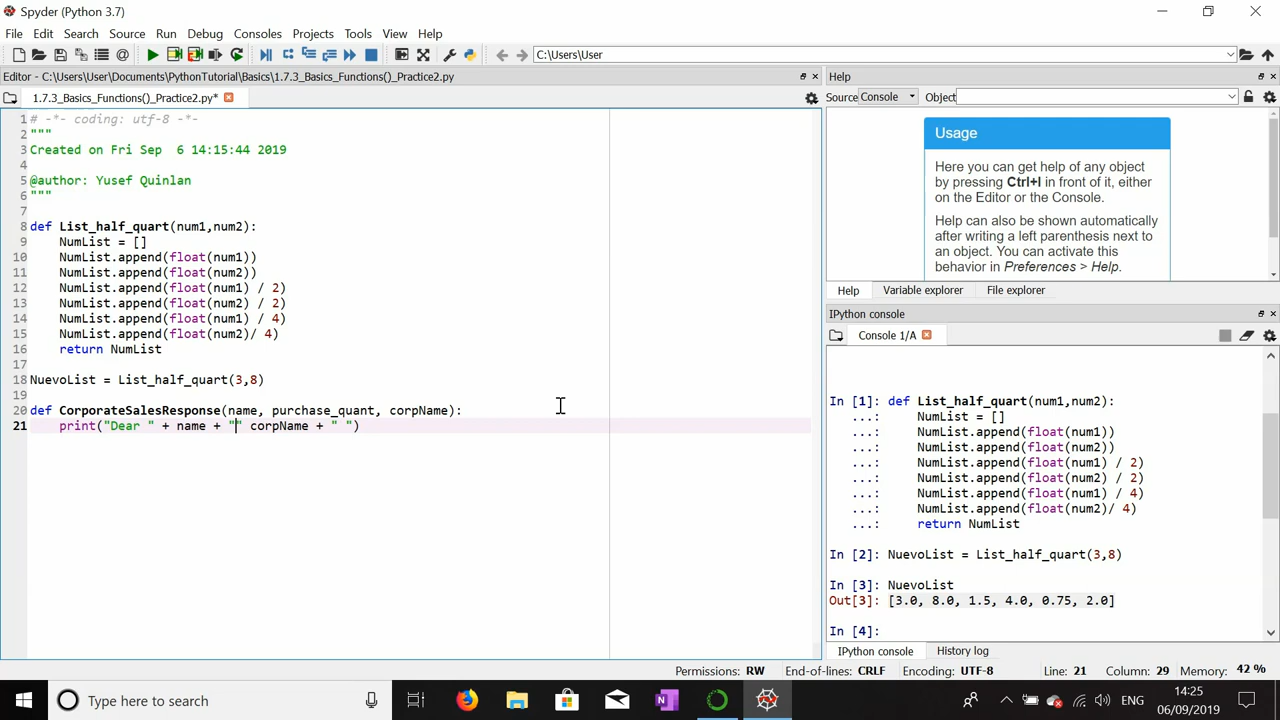 Spyder (Python 3.7)
File Edit Search Source Run Debug Consoles Projects Tools View Help
C:\Users\User
Editor - C:\Users\User\Documents\PythonTutorial\Basics\1.7.3_Basics_Functions()_Practice2.py
1.7.3_Basics_Functions()_Practice2.py*
1 # -*- coding: utf-8 -*-
2 """
3 Created on Fri Sep  6 14:15:44 2019
4
5 @author: Yusef Quinlan
6 """
7
8 def List_half_quart(num1,num2):
9     NumList = []
10     NumList.append(float(num1))
11     NumList.append(float(num2))
12     NumList.append(float(num1) / 2)
13     NumList.append(float(num2) / 2)
14     NumList.append(float(num1) / 4)
15     NumList.append(float(num2)/ 4)
16     return NumList
17
18 NuevoList = List_half_quart(3,8)
19
20 def CorporateSalesResponse(name, purchase_quant, corpName):
21     print("Dear " + name + "" corpName + " ")
Help
Source Console Object
Usage
Here you can get help of any object
by pressing Ctrl+I in front of it, either
on the Editor or the Console.
Help can also be shown automatically
after writing a left parenthesis next to
an object. You can activate this
behavior in Preferences > Help.
Help Variable explorer File explorer
IPython console
Console 1/A
In [1]: def List_half_quart(num1,num2):
...:     NumList = []
...:     NumList.append(float(num1))
...:     NumList.append(float(num2))
...:     NumList.append(float(num1) / 2)
...:     NumList.append(float(num2) / 2)
...:     NumList.append(float(num1) / 4)
...:     NumList.append(float(num2)/ 4)
...:     return NumList
In [2]: NuevoList = List_half_quart(3,8)
In [3]: NuevoList
Out[3]: [3.0, 8.0, 1.5, 4.0, 0.75, 2.0]
In [4]:
IPython console History log
Permissions: RW End-of-lines: CRLF Encoding: UTF-8 Line: 21 Column: 29 Memory: 42 %
Type here to search
ENG
14:25
06/09/2019